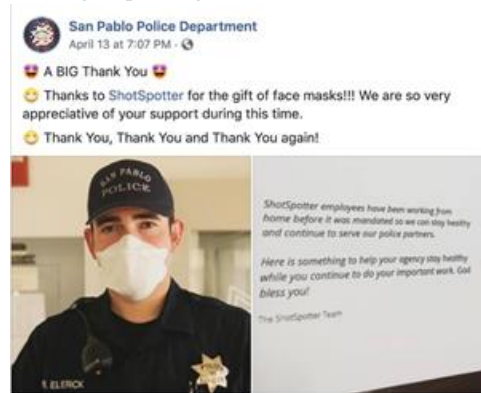 San Pablo Police Department
April 13 at 7:07 PM ·
A BIG Thank You
Thanks to ShotSpotter for the gift of face masks!!! We are so very
appreciative of your support during this time.
Thank You, Thank You and Thank You again!
SAN PABLO
POLICE
ELERICK
ShotSpotter employees have been working from
home before it was mandated so we can stay healthy
and continue to serve our police partners.
Here is something to help your agency stay healthy
while you continue to do your important work. God
bless you!
The ShotSpotter Team